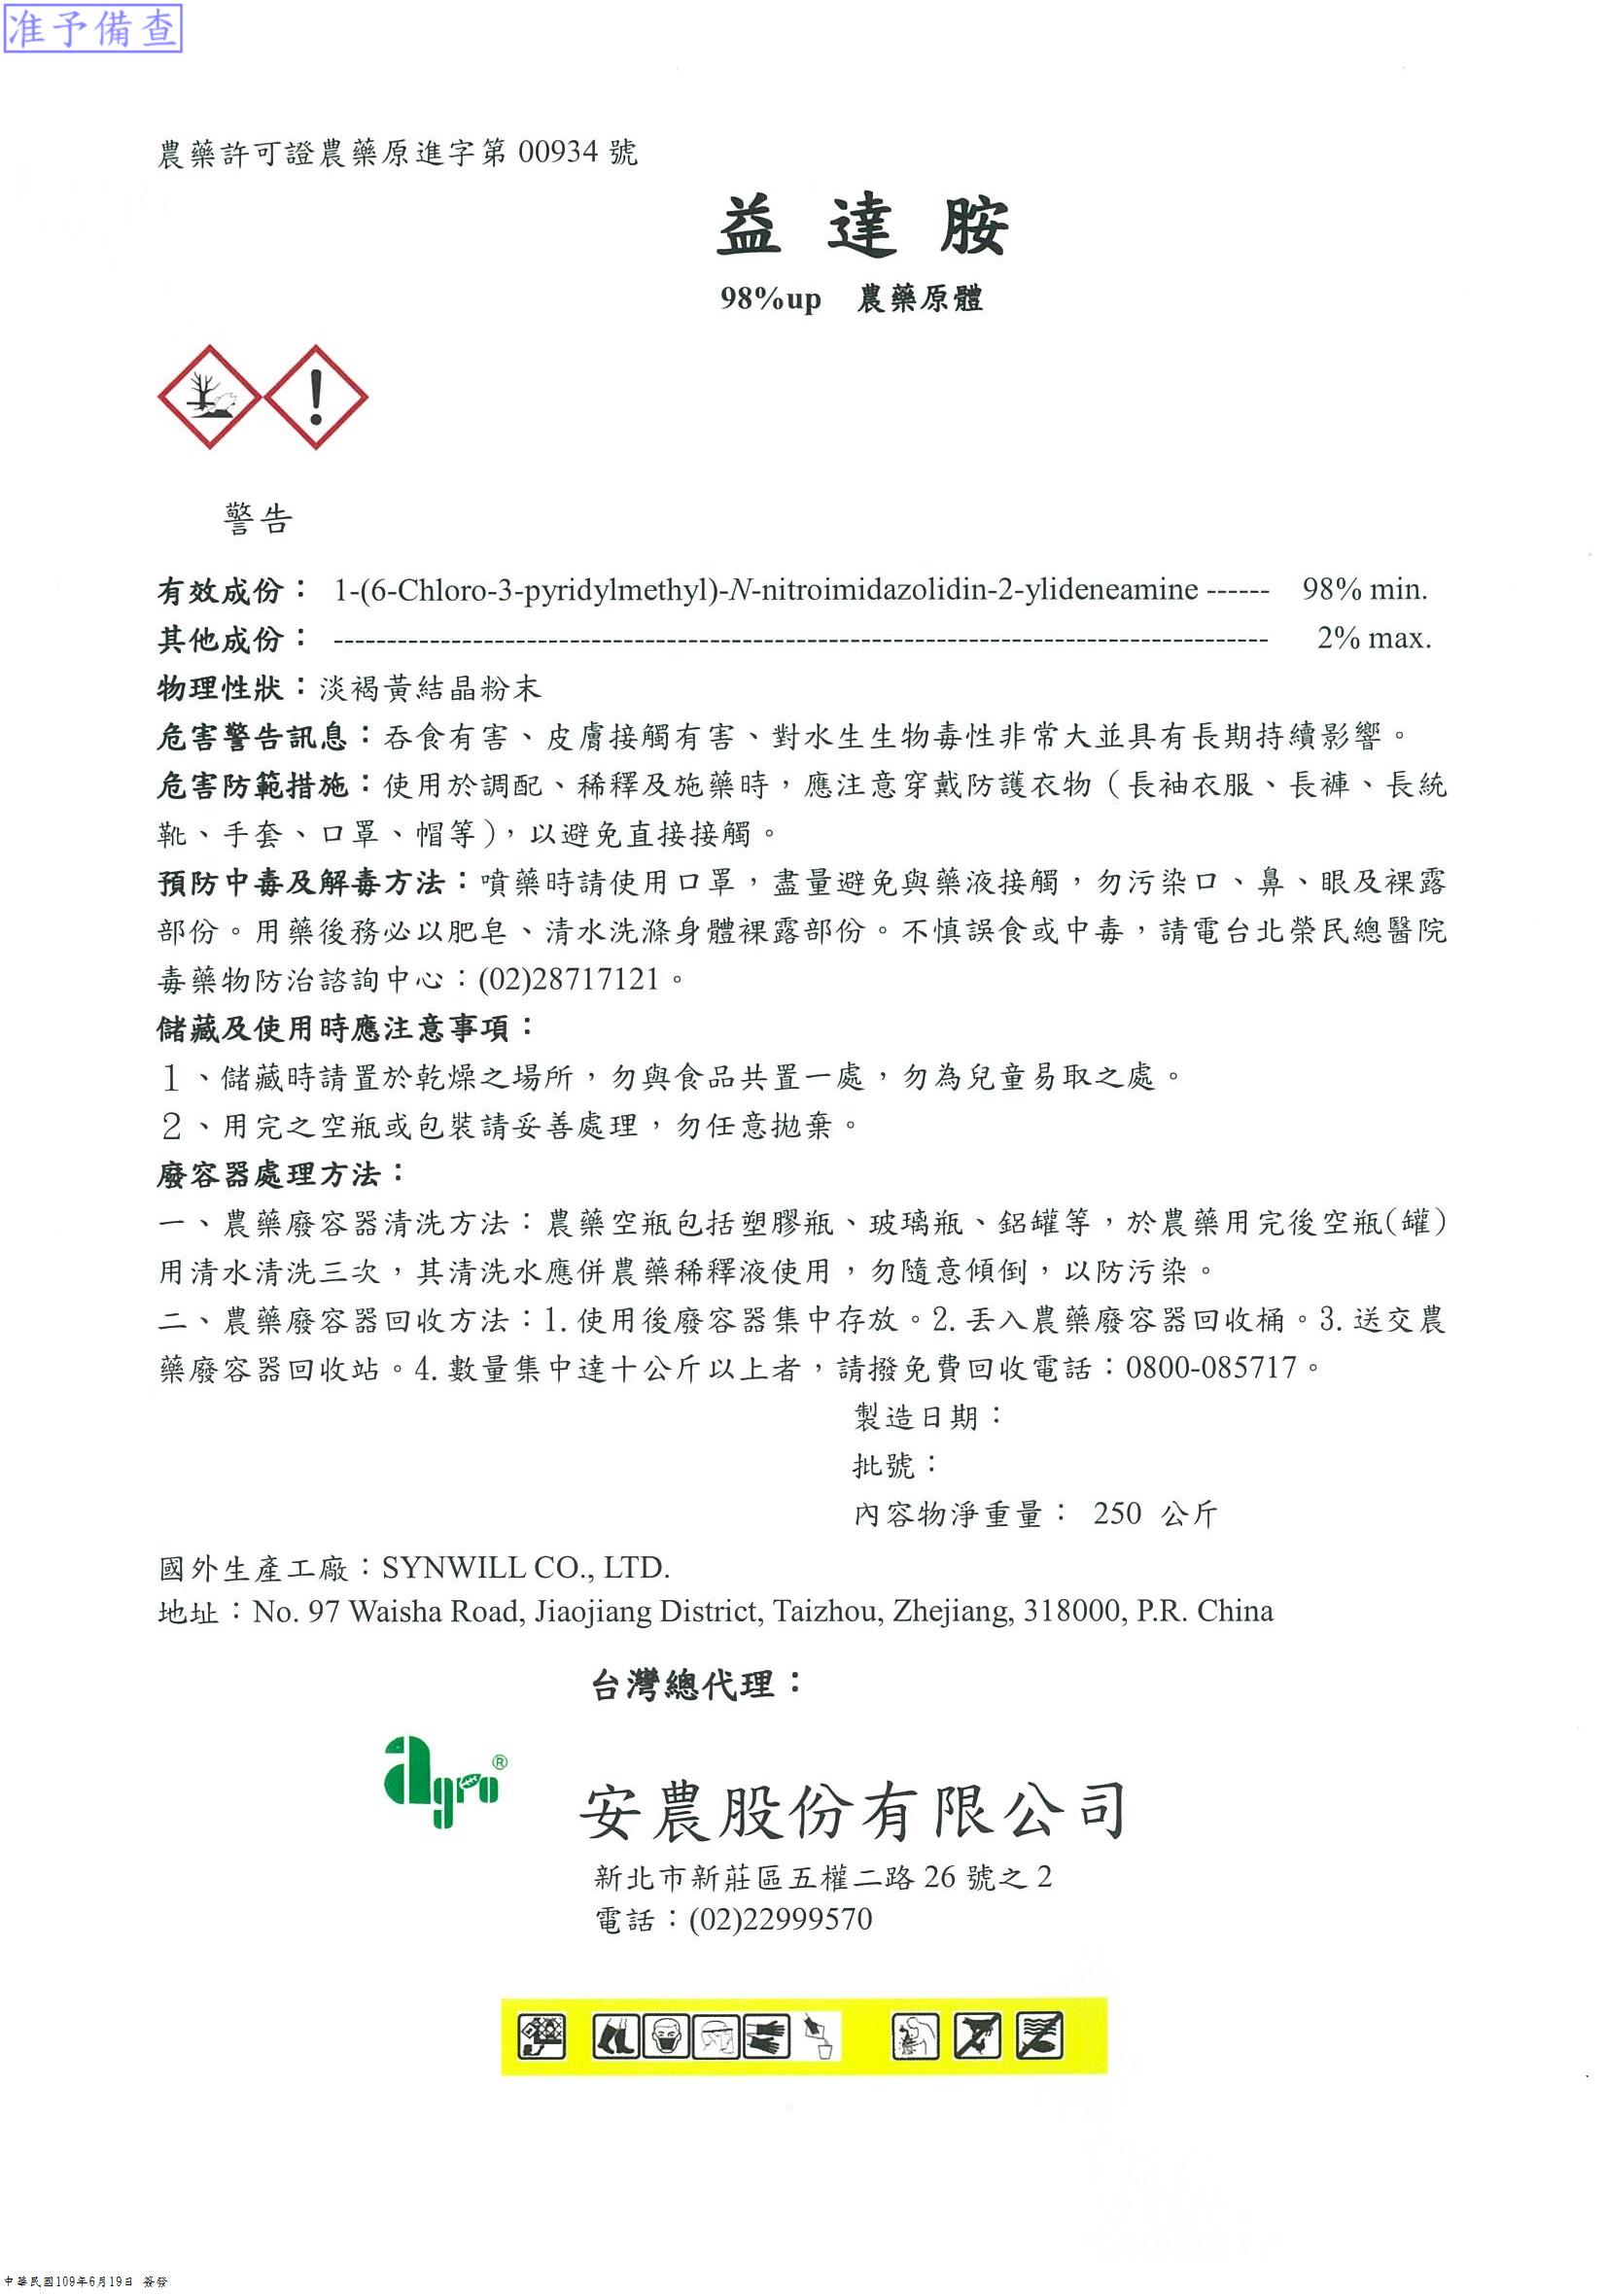 准予備查
農藥許可證農藥原進字第 00934 號
益達胺
98%up 農藥原體
警告
有效成份： 1-(6-Chloro-3-pyridylmethyl)-N-nitroimidazolidin-2-ylideneamine ------ 98% min.
其他成份： ---------------------------------------------------------------------------------------- 2% max.
物理性狀：淡褐黃結晶粉末
危害警告訊息：吞食有害、皮膚接觸有害、對水生生物毒性非常大並具有長期持續影響。
危害防範措施：使用於調配、稀釋及施藥時，應注意穿戴防護衣物（長袖衣服、長褲、長統
靴、手套、口罩、帽等），以避免直接接觸。
預防中毒及解毒方法：噴藥時請使用口罩，盡量避免與藥液接觸，勿污染口、鼻、眼及裸露
部份。用藥後務必以肥皂、清水洗滌身體裸露部份。不慎誤食或中毒，請電台北榮民總醫院
毒藥物防治諮詢中心：(02)28717121。
儲藏及使用時應注意事項：
１、儲藏時請置於乾燥之場所，勿與食品共置一處，勿為兒童易取之處。
２、用完之空瓶或包裝請妥善處理，勿任意拋棄。
廢容器處理方法：
一、農藥廢容器清洗方法：農藥空瓶包括塑膠瓶、玻璃瓶、鋁罐等，於農藥用完後空瓶(罐)
用清水清洗三次，其清洗水應併農藥稀釋液使用，勿隨意傾倒，以防污染。
二、農藥廢容器回收方法：1.使用後廢容器集中存放。2.丟入農藥廢容器回收桶。3.送交農
藥廢容器回收站。4.數量集中達十公斤以上者，請撥免費回收電話：0800-085717。
製造日期：
批號：
內容物淨重量： 250 公斤
國外生產工廠：SYNWILL CO., LTD.
地址：No. 97 Waisha Road, Jiaojiang District, Taizhou, Zhejiang, 318000, P.R. China
台灣總代理：
agro®
安農股份有限公司
新北市新莊區五權二路 26 號之 2
電話：(02)22999570
中華民國109年6月19日 簽發